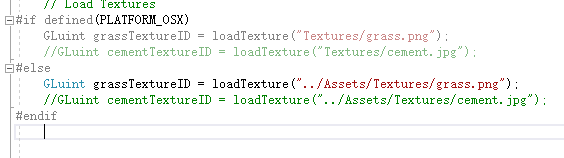 // Load Textures
#if defined(PLATFORM_OSX)
GLuint grassTextureID = loadTexture("Textures/grass.png");
//GLuint cementTextureID = loadTexture("Textures/cement.jpg");
#else
GLuint grassTextureID = loadTexture("../Assets/Textures/grass.png");
//GLuint cementTextureID = loadTexture("../Assets/Textures/cement.jpg");
#endif